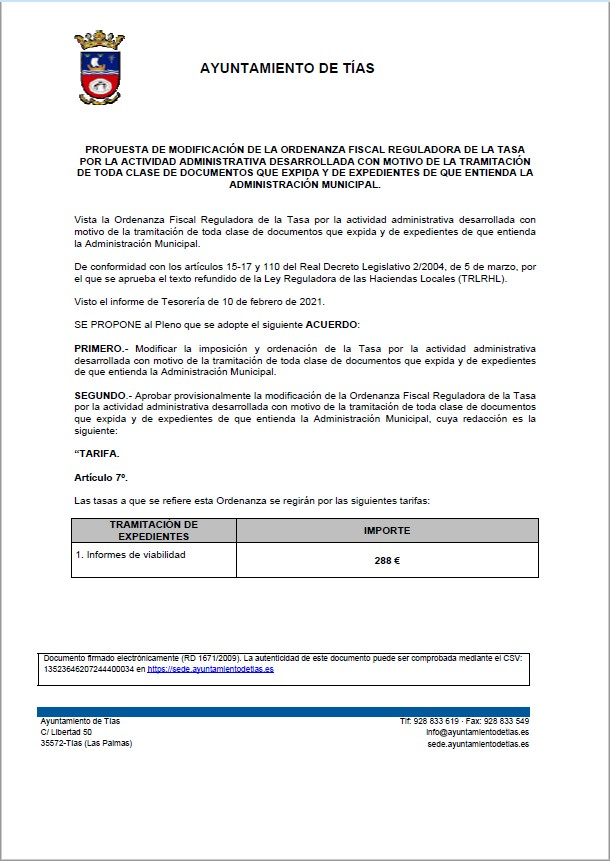 AYUNTAMIENTO DE TÍAS
PROPUESTA DE MODIFICACIÓN DE LA ORDENANZA FISCAL REGULADORA DE LA TASA
POR LA ACTIVIDAD ADMINISTRATIVA DESARROLLADA CON MOTIVO DE LA TRAMITACIÓN
DE TODA CLASE DE DOCUMENTOS QUE EXPIDA Y DE EXPEDIENTES DE QUE ENTIENDA LA
ADMINISTRACIÓN MUNICIPAL.
Vista la Ordenanza Fiscal Reguladora de la Tasa por la actividad administrativa desarrollada con
motivo de la tramitación de toda clase de documentos que expida y de expedientes de que entienda
la Administración Municipal.
De conformidad con los artículos 15-17 y 110 del Real Decreto Legislativo 2/2004, de 5 de marzo, por
el que se aprueba el texto refundido de la Ley Reguladora de las Haciendas Locales (TRLRHL).
Visto el informe de Tesorería de 10 de febrero de 2021.
SE PROPONE al Pleno que se adopte el siguiente ACUERDO:
PRIMERO.- Modificar la imposición y ordenación de la Tasa por la actividad administrativa
desarrollada con motivo de la tramitación de toda clase de documentos que expida y de expedientes
de que entienda la Administración Municipal.
SEGUNDO.- Aprobar provisionalmente la modificación de la Ordenanza Fiscal Reguladora de la Tasa
por la actividad administrativa desarrollada con motivo de la tramitación de toda clase de documentos
que expida y de expedientes de que entienda la Administración Municipal, cuya redacción es la
siguiente:
“TARIFA.
Artículo 7º.
Las tasas a que se refiere esta Ordenanza se regirán por las siguientes tarifas:
TRAMITACIÓN DE
EXPEDIENTES
IMPORTE
1. Informes de viabilidad
288 €
Documento firmado electrónicamente (RD 1671/2009). La autenticidad de este documento puede ser comprobada mediante el CSV:
13523646207244400034 en https://sede.ayuntamientodetias.es
Ayuntamiento de Tías
C/ Libertad 50
35572-Tías (Las Palmas)
Tlf: 928 833 619 - Fax: 928 833 549
info@ayuntamientodetias.es
sede.ayuntamientodetias.es